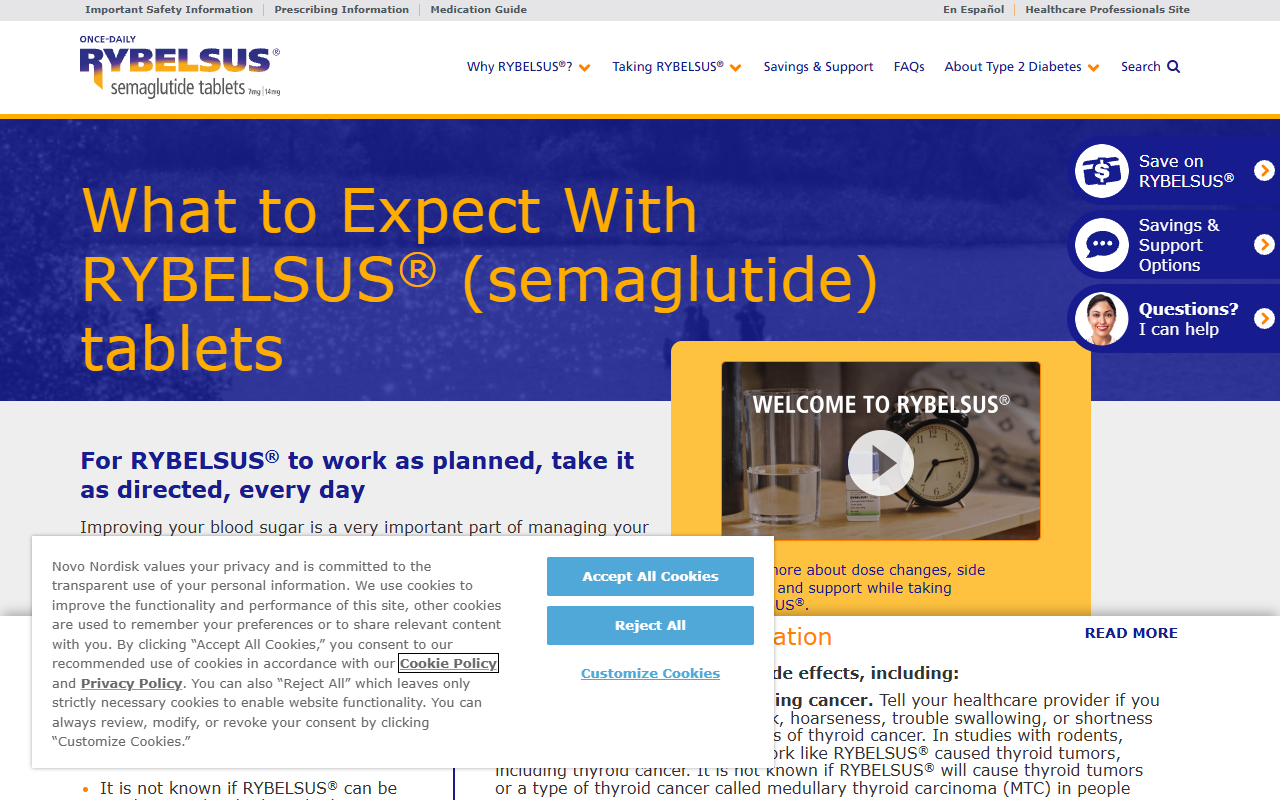 Important Safety Information
Prescribing Information
Medication Guide
En Español
Healthcare Professionals Site
ONCE-DAILY
RYBELSUS®
semaglutide tablets 7mg | 14mg
Why RYBELSUS®?
Taking RYBELSUS®
Savings & Support
FAQs
About Type 2 Diabetes
Search
What to Expect With
RYBELSUS® (semaglutide)
tablets
Save on
RYBELSUS®
Savings &
Support
Options
Questions?
I can help
For RYBELSUS® to work as planned, take it
as directed, every day
Improving your blood sugar is a very important part of managing your
WELCOME TO RYBELSUS®
more about dose changes, side
and support while taking
US®.
Novo Nordisk values your privacy and is committed to the
transparent use of your personal information. We use cookies to
improve the functionality and performance of this site, other cookies
are used to remember your preferences or to share relevant content
with you. By clicking “Accept All Cookies,” you consent to our
recommended use of cookies in accordance with our Cookie Policy
and Privacy Policy. You can also “Reject All” which leaves only
strictly necessary cookies to enable website functionality. You can
always review, modify, or revoke your consent by clicking
“Customize Cookies.”
Accept All Cookies
Reject All
Customize Cookies
ation
READ MORE
de effects, including:
ing cancer. Tell your healthcare provider if you
k, hoarseness, trouble swallowing, or shortness
s of thyroid cancer. In studies with rodents,
ork like RYBELSUS® caused thyroid tumors,
including thyroid cancer. It is not known if RYBELSUS® will cause thyroid tumors
or a type of thyroid cancer called medullary thyroid carcinoma (MTC) in people
• It is not known if RYBELSUS® can be